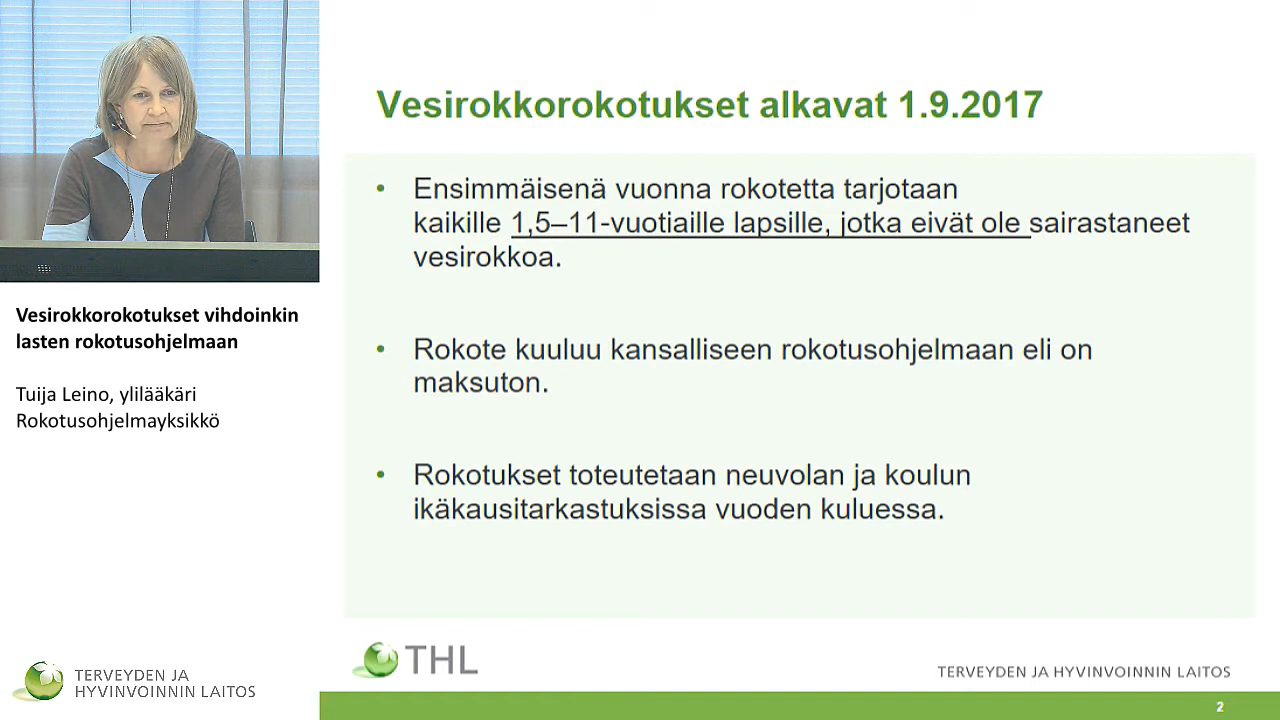 Vesirokkorokotukset alkavat 1.9.2017
• Ensimmäisenä vuonna rokotetta tarjotaan
kaikille 1,5–11-vuotiaille lapsille, jotka eivät ole sairastaneet
vesirokkoa.
• Rokote kuuluu kansalliseen rokotusohjelmaan eli on
maksuton.
• Rokotukset toteutetaan neuvolan ja koulun
ikäkausitarkastuksissa vuoden kuluessa.
Vesirokkorokotukset vihdoinkin
lasten rokotusohjelmaan
Tuija Leino, ylilääkäri
Rokotusohjelmayksikkö
TERVEYDEN JA
HYVINVOINNIN LAITOS
THL
TERVEYDEN JA HYVINVOINNIN LAITOS
2